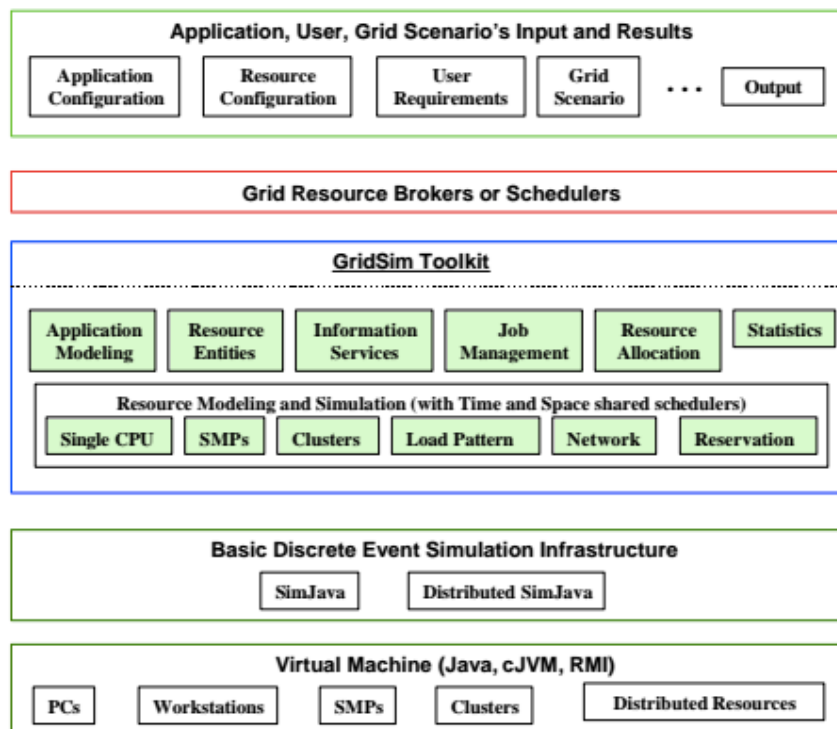 Application, User, Grid Scenario's Input and Results
Application
Configuration
Resource
Configuration
User
Requirements
Grid
Scenario
...
Output
Grid Resource Brokers or Schedulers
GridSim Toolkit
Application
Modeling
Resource
Entities
Information
Services
Job
Management
Resource
Allocation
Statistics
Resource Modeling and Simulation (with Time and Space shared schedulers)
Single CPU
SMPs
Clusters
Load Pattern
Network
Reservation
Basic Discrete Event Simulation Infrastructure
SimJava
Distributed SimJava
Virtual Machine (Java, cJVM, RMI)
PCs
Workstations
SMPs
Clusters
Distributed Resources